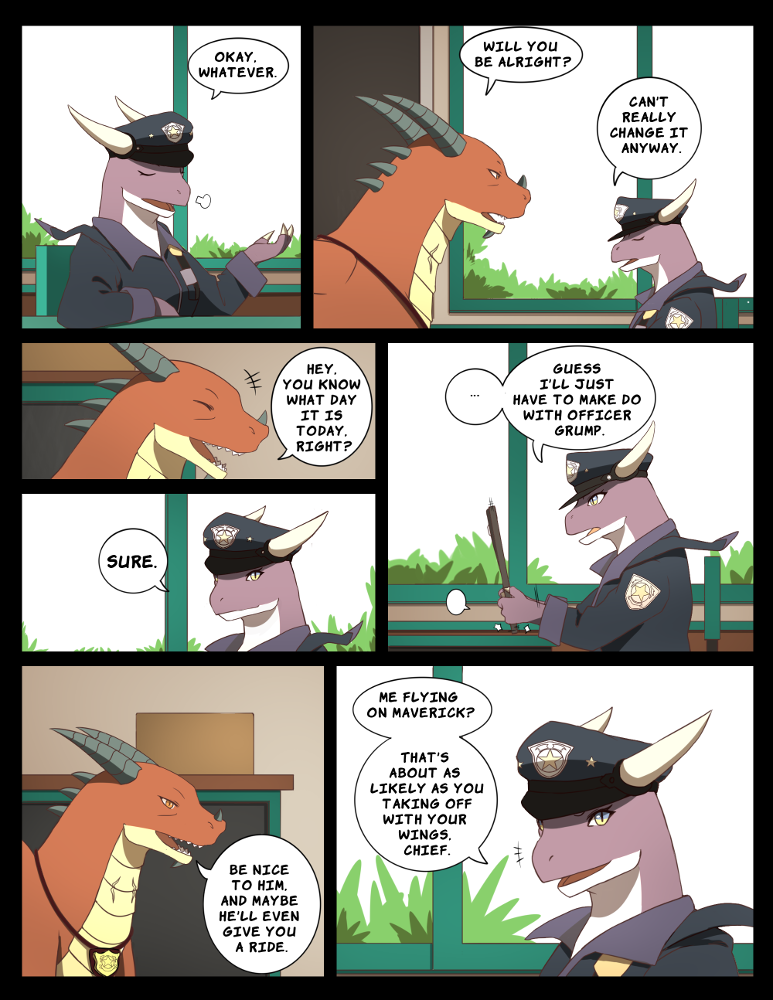 OKAY,
WHATEVER.
WILL YOU
BE ALRIGHT?
CAN'T
REALLY
CHANGE IT
ANYWAY.
HEY,
YOU KNOW
WHAT DAY
IT IS
TODAY,
RIGHT?
SURE.
...
GUESS
I'LL JUST
HAVE TO MAKE DO
WITH OFFICER
GRUMP.
BE NICE
TO HIM,
AND MAYBE
HE'LL EVEN
GIVE YOU
A RIDE.
ME FLYING
ON MAVERICK?
THAT'S
ABOUT AS
LIKELY AS YOU
TAKING OFF
WITH YOUR
WINGS,
CHIEF.